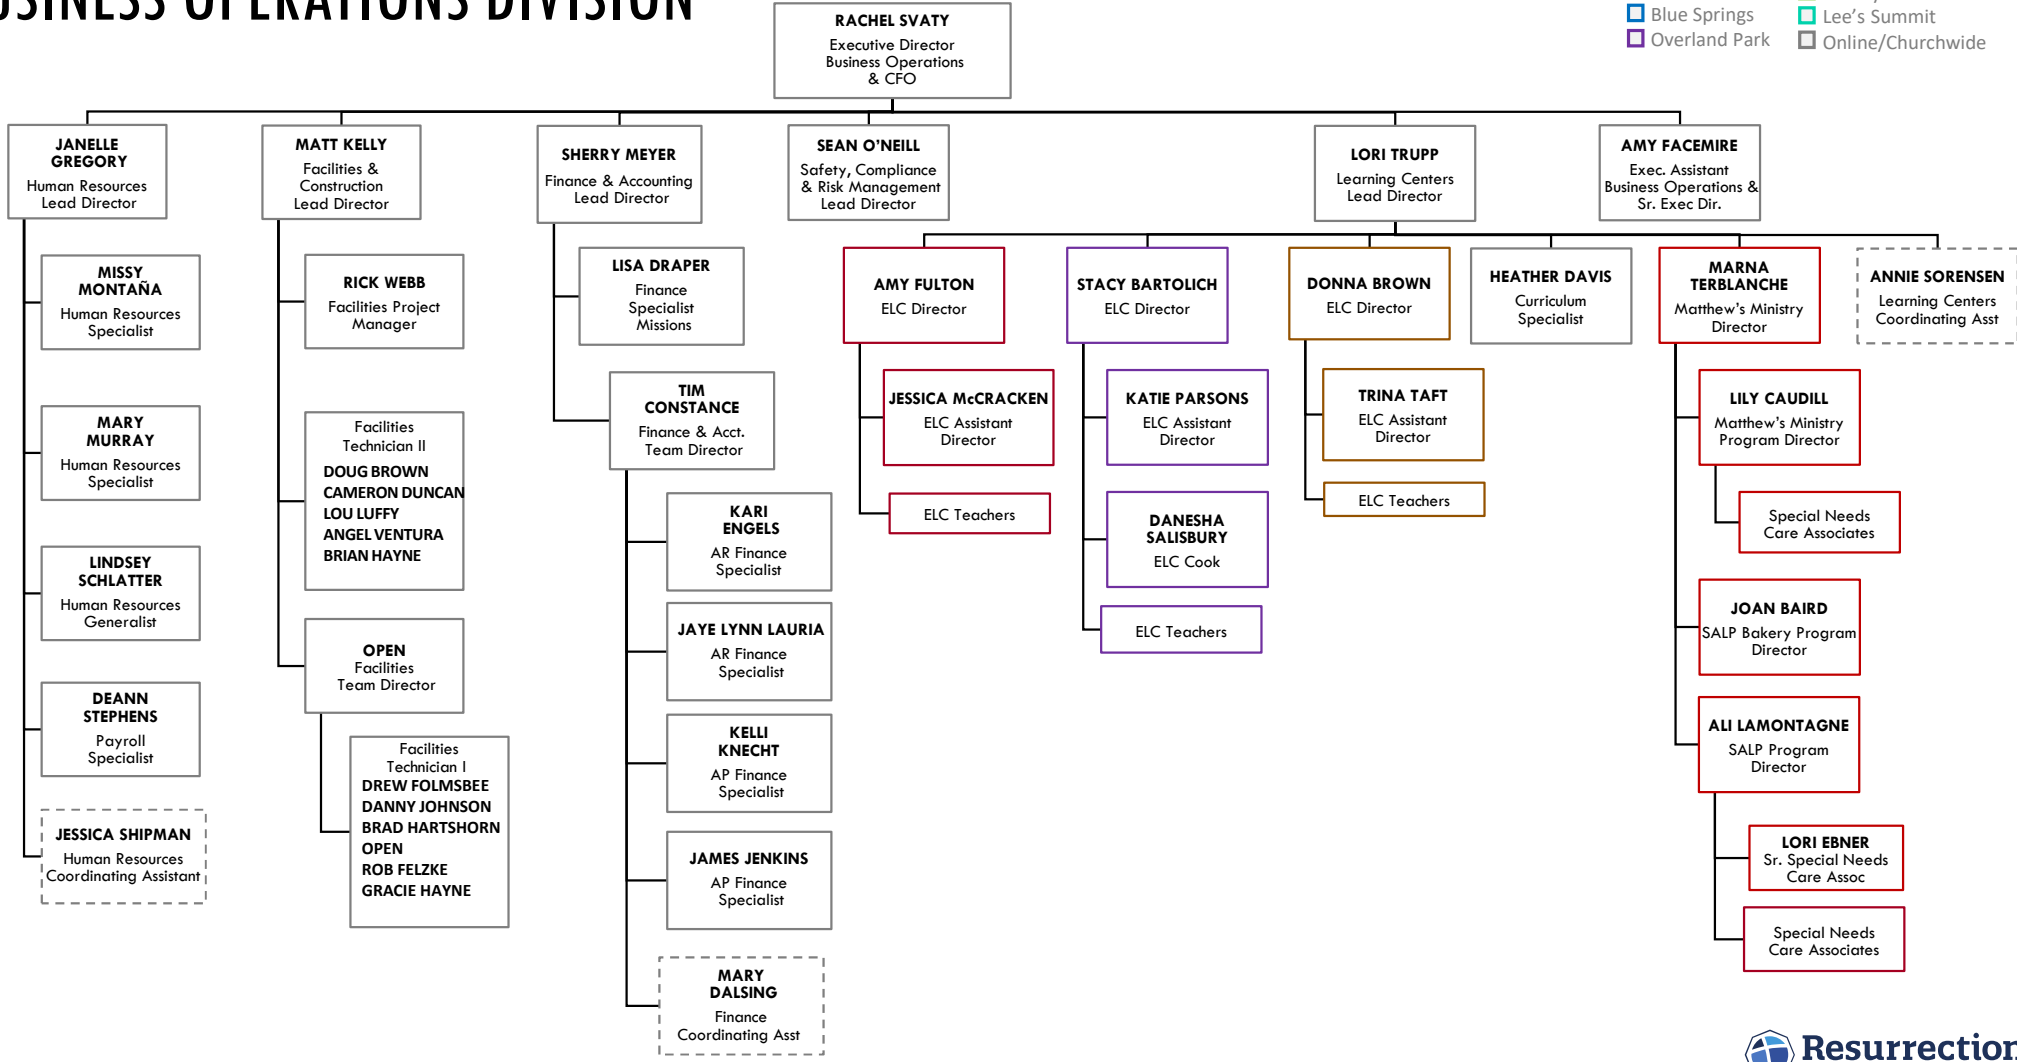 BUSINESS OPERATIONS DIVISION
Blue Springs
Lee's Summit
Overland Park
Online/Churchwide
RACHEL SVATY
Executive Director
Business Operations
& CFO
JANELLE
GREGORY
Human Resources
Lead Director
MATT KELLY
Facilities &
Construction
Lead Director
SHERRY MEYER
Finance & Accounting
Lead Director
SEAN O'NEILL
Safety, Compliance
& Risk Management
Lead Director
LORI TRUPP
Learning Centers
Lead Director
AMY FACEMIRE
Exec. Assistant
Business Operations &
Sr. Exec Dir.
MISSY
MONTAÑA
Human Resources
Specialist
MARY
MURRAY
Human Resources
Specialist
LINDSEY
SCHLATTER
Human Resources
Generalist
DEANN
STEPHENS
Payroll
Specialist
JESSICA SHIPMAN
Human Resources
Coordinating Assistant
RICK WEBB
Facilities Project
Manager
Facilities
Technician II
DOUG BROWN
CAMERON DUNCAN
LOU LUFFY
ANGEL VENTURA
BRIAN HAYNE
OPEN
Facilities
Team Director
Facilities
Technician I
DREW FOLMSBEE
DANNY JOHNSON
BRAD HARTSHORN
OPEN
ROB FELZKE
GRACIE HAYNE
LISA DRAPER
Finance
Specialist
Missions
TIM
CONSTANCE
Finance & Acct.
Team Director
KARI
ENGELS
AR Finance
Specialist
JAYE LYNN LAURIA
AR Finance
Specialist
KELLI
KNECHT
AP Finance
Specialist
JAMES JENKINS
AP Finance
Specialist
MARY
DALSING
Finance
Coordinating Asst
AMY FULTON
ELC Director
JESSICA McCRACKEN
ELC Assistant
Director
ELC Teachers
STACY BARTOLICH
ELC Director
KATIE PARSONS
ELC Assistant
Director
DANESHA
SALISBURY
ELC Cook
ELC Teachers
DONNA BROWN
ELC Director
TRINA TAFT
ELC Assistant
Director
ELC Teachers
HEATHER DAVIS
Curriculum
Specialist
MARNA
TERBLANCHE
Matthew's Ministry
Director
LILY CAUDILL
Matthew's Ministry
Program Director
Special Needs
Care Associates
JOAN BAIRD
SALP Bakery Program
Director
ALI LAMONTAGNE
SALP Program
Director
LORI EBNER
Sr. Special Needs
Care Assoc
Special Needs
Care Associates
ANNIE SORENSEN
Learning Centers
Coordinating Asst
Resurrection